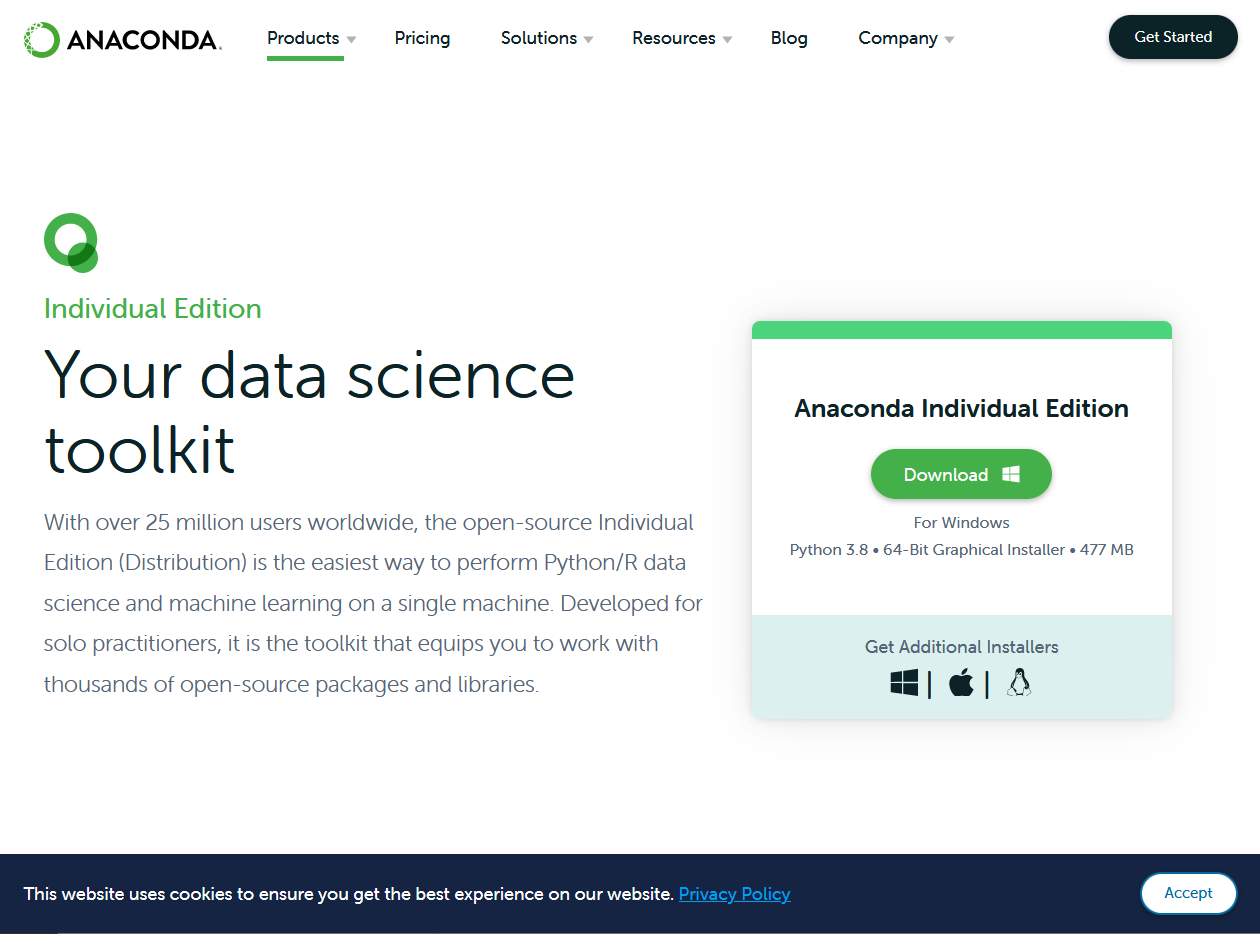 ANACONDA.
Products
Pricing
Solutions
Resources
Blog
Company
Get Started
Individual Edition
Your data science
toolkit
With over 25 million users worldwide, the open-source Individual
Edition (Distribution) is the easiest way to perform Python/R data
science and machine learning on a single machine. Developed for
solo practitioners, it is the toolkit that equips you to work with
thousands of open-source packages and libraries.
Anaconda Individual Edition
Download
For Windows
Python 3.8 • 64-Bit Graphical Installer • 477 MB
Get Additional Installers
| |
This website uses cookies to ensure you get the best experience on our website. Privacy Policy
Accept